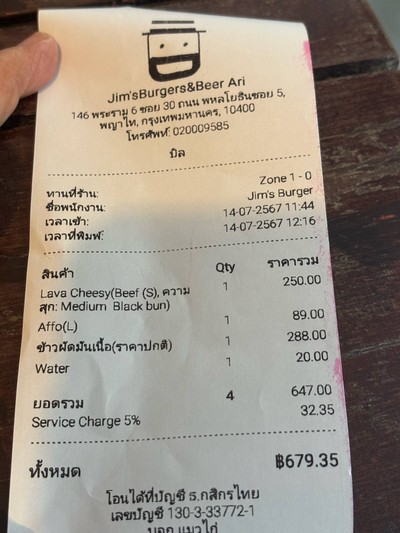 Jim'sBurgers&Beer Ari
146 พระราม 6 ซอย 30 ถนน พหลโยธินซอย 5,
พญาไท, กรุงเทพมหานคร, 10400
โทรศัพท์: 020009585
บิล
ทานที่ร้าน: Zone 1 - 0
ชื่อพนักงาน: Jim's Burger
เวลาเข้า: 14-07-2567 11:44
เวลาที่พิมพ์: 14-07-2567 12:16
สินค้า Qty ราคารวม
Lava Cheesy(Beef (S), ความ 1 250.00
สุก: Medium Black bun)
Affo(L) 1 89.00
ข้าวผัดมันเนื้อ(ราคาปกติ) 1 288.00
Water 1 20.00
ยอดรวม 4 647.00
Service Charge 5% 32.35
ทั้งหมด ฿679.35
โอนได้ที่บัญชี ธ.กสิกรไทย
เลขบัญชี 130-3-33772-1